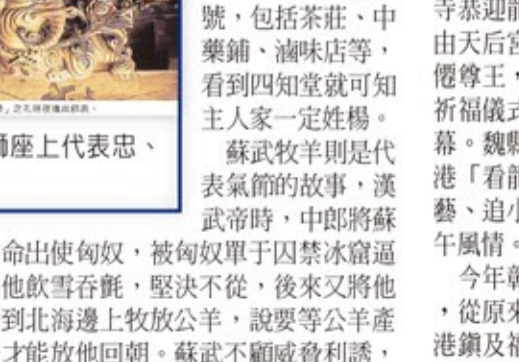 獅座上代表忠、
號，包括茶莊、中
藥鋪、滷味店等，
看到四知堂就可知
主人家一定姓楊。
蘇武牧羊則是代
表氣節的故事，漢
武帝時，中郎將蘇
命出使匈奴，被匈奴單于囚禁冰窟逼
他飲雪吞氈，堅決不從，後來又將他
到北海邊上牧放公羊，說要等公羊產
才能放他回朝。蘇武不顧威脅利誘，
寺恭迎龍
由天后宮
僊尊王，
祈福儀式
幕。魏縣
港「看龍
藝、追小
午風情。
今年彰
，從原來
港鎮及福